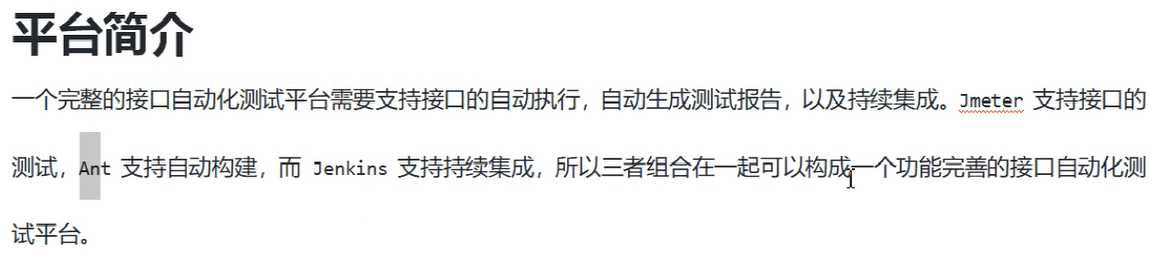 平台简介
一个完整的接口自动化测试平台需要支持接口的自动执行，自动生成测试报告，以及持续集成。Jmeter 支持接口的
测试，Ant 支持自动构建，而 Jenkins 支持持续集成，所以三者组合在一起可以构成一个功能完善的接口自动化测
试平台。